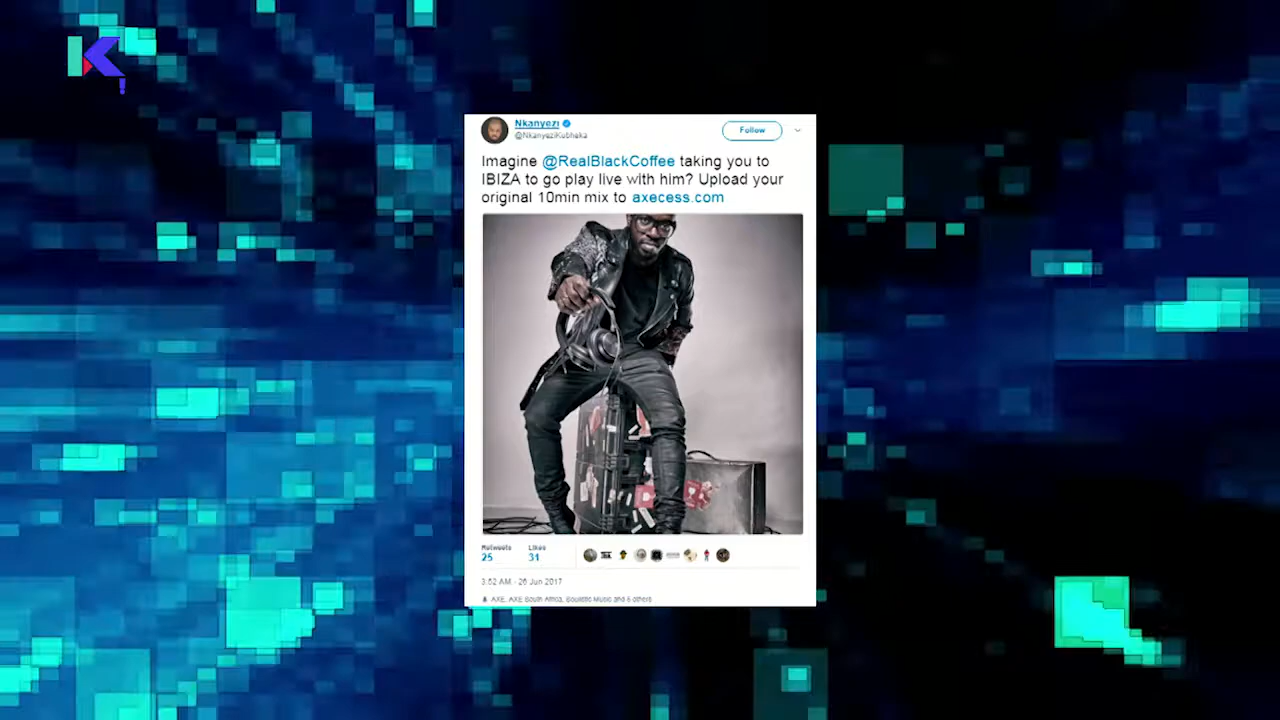 K
Nkanyezi
@NkanyeziKubheka
Follow
Imagine @RealBlackCoffee taking you to
IBIZA to go play live with him? Upload your
original 10min mix to axecess.com
Retweets Likes
25 31
3:52 AM - 26 Jun 2017
AXE, AXE South Africa, Soulistic Music and 6 others